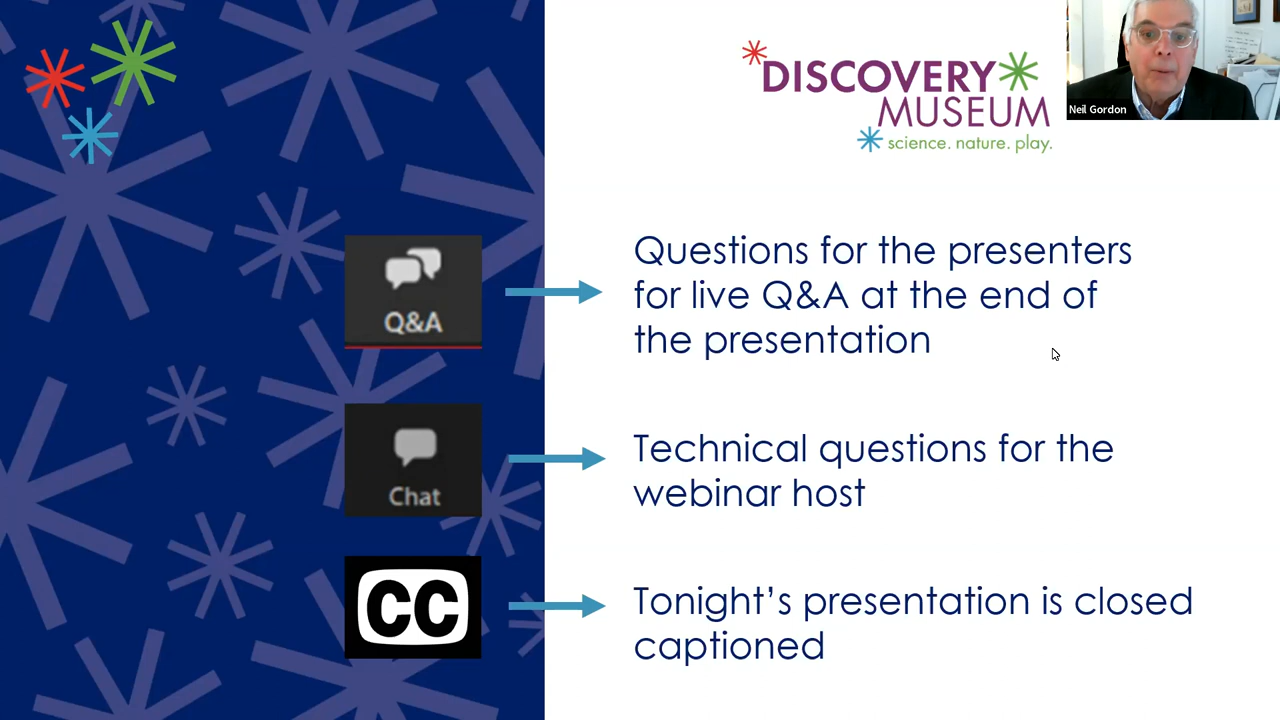 DISCOVERY
MUSEUM
science. nature. play.
Neil Gordon
Q&A
Questions for the presenters
for live Q&A at the end of
the presentation
Chat
Technical questions for the
webinar host
CC
Tonight’s presentation is closed
captioned